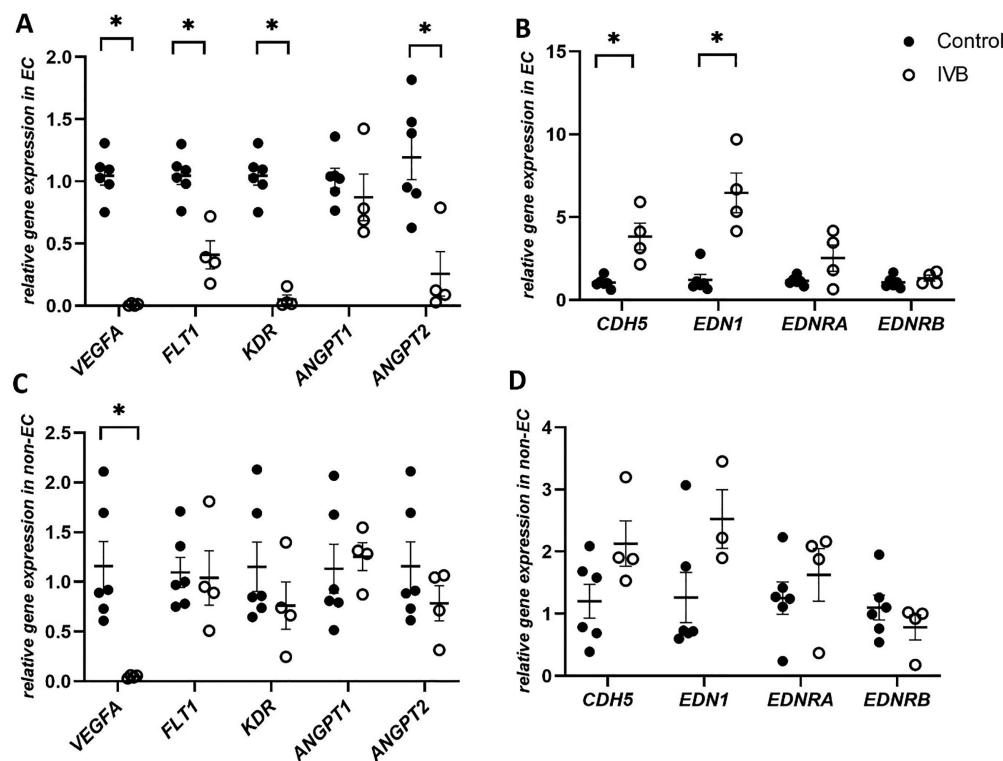 A
relative gene expression in EC
2.0
1.5
1.0
0.5
0.0
* * * *
VEGFA FLT1 KDR ANGPT1 ANGPT2
B
relative gene expression in EC
15
10
5
0
* *
CDH5 EDN1 EDNRA EDNRB
Control
IVB
C
relative gene expression in non-EC
2.5
2.0
1.5
1.0
0.5
0.0
*
VEGFA FLT1 KDR ANGPT1 ANGPT2
D
relative gene expression in non-EC
4
3
2
1
0
CDH5 EDN1 EDNRA EDNRB